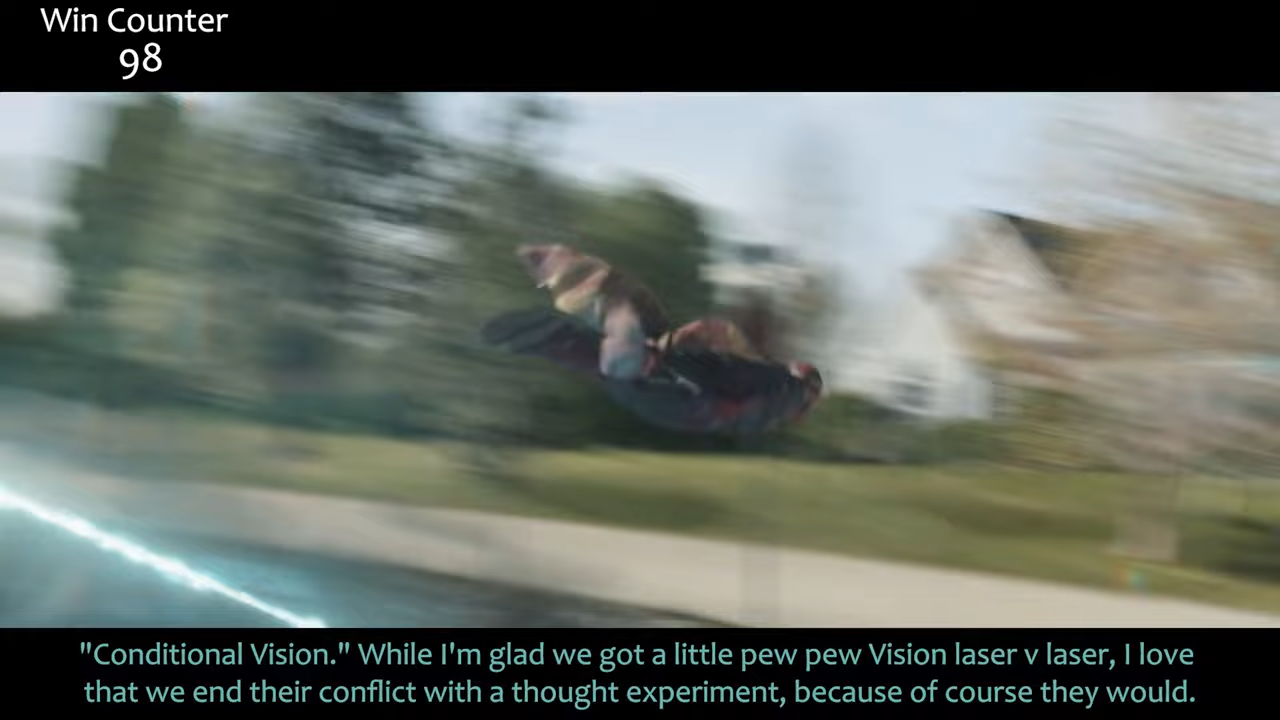 Win Counter
98
"Conditional Vision." While I'm glad we got a little pew pew Vision laser v laser, I love
that we end their conflict with a thought experiment, because of course they would.